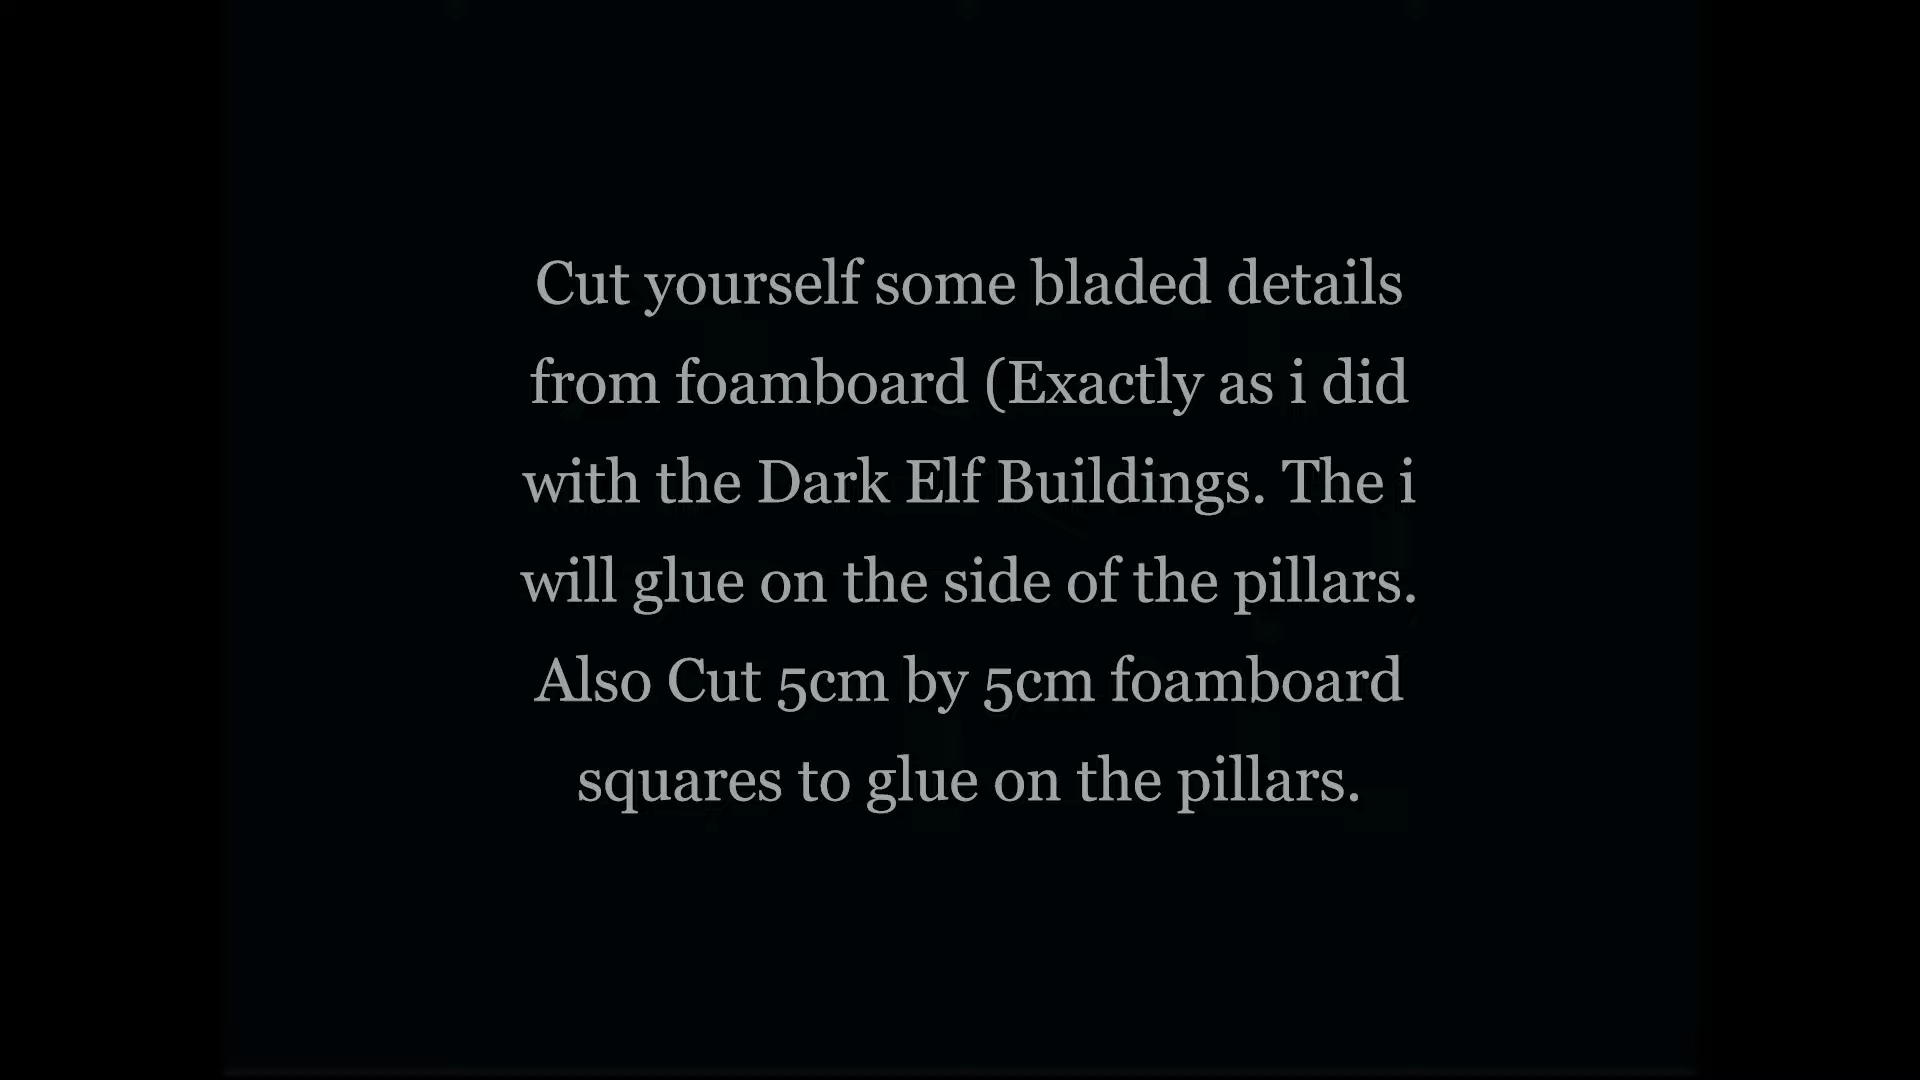 Cut yourself some bladed details
from foamboard (Exactly as i did
with the Dark Elf Buildings. The i
will glue on the side of the pillars.
Also Cut 5cm by 5cm foamboard
squares to glue on the pillars.